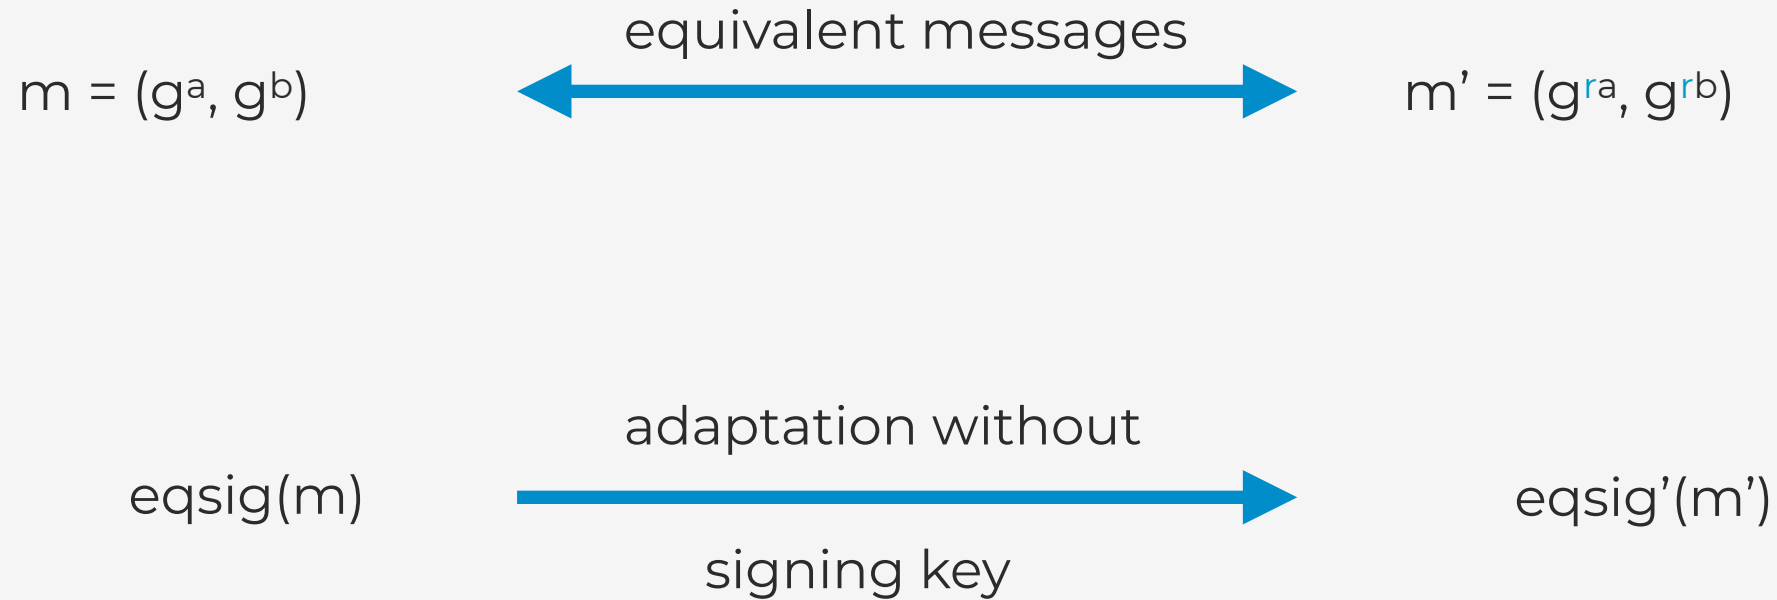 equivalent messages
m = (gᵃ, gᵇ)
m’ = (gʳᵃ, gʳᵇ)
adaptation without
eqsig(m)
eqsig’(m’)
signing key